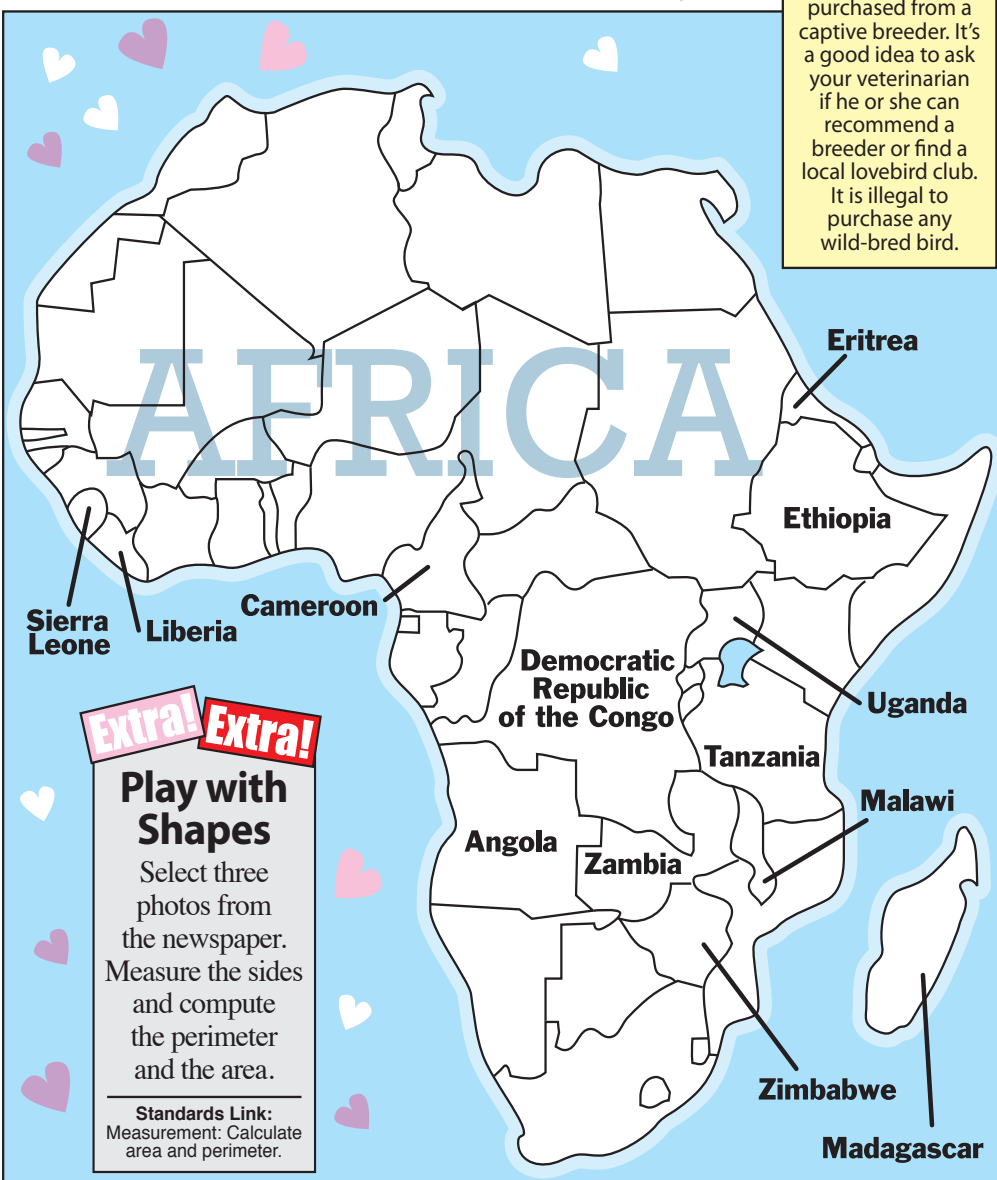 purchased from a
captive breeder. It's
a good idea to ask
your veterinarian
if he or she can
recommend a
breeder or find a
local lovebird club.
It is illegal to
purchase any
wild-bred bird.
AFRICA
Eritrea
Ethiopia
Sierra
Leone
Liberia
Cameroon
Democratic
Republic
of the Congo
Uganda
Tanzania
Malawi
Angola
Zambia
Zimbabwe
Madagascar
Extra! Extra!
Play with
Shapes
Select three
photos from
the newspaper.
Measure the sides
and compute
the perimeter
and the area.
Standards Link:
Measurement: Calculate
area and perimeter.